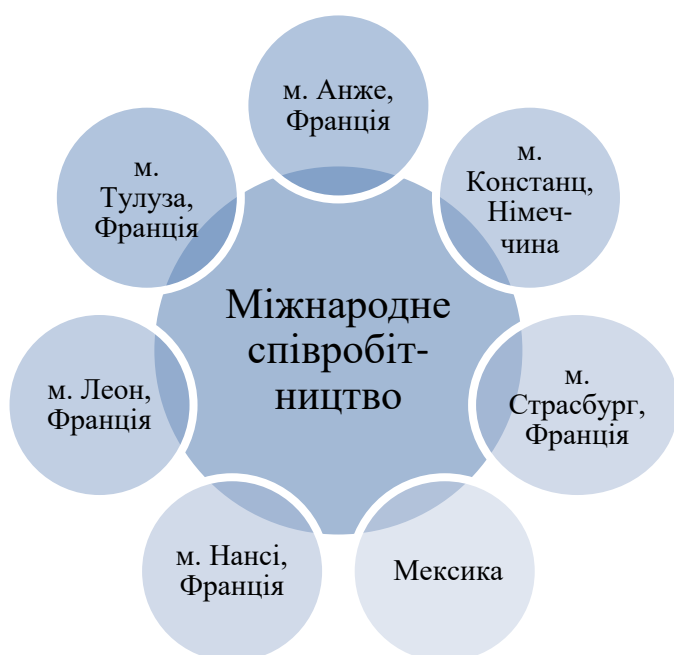 м. Анже,
Франція
м.
Констанц,
Німеч-
чина
м.
Страсбург,
Франція
Мексика
м. Нансі,
Франція
м. Леон,
Франція
м.
Тулуза,
Франція
Міжнародне
співробіт-
ництво